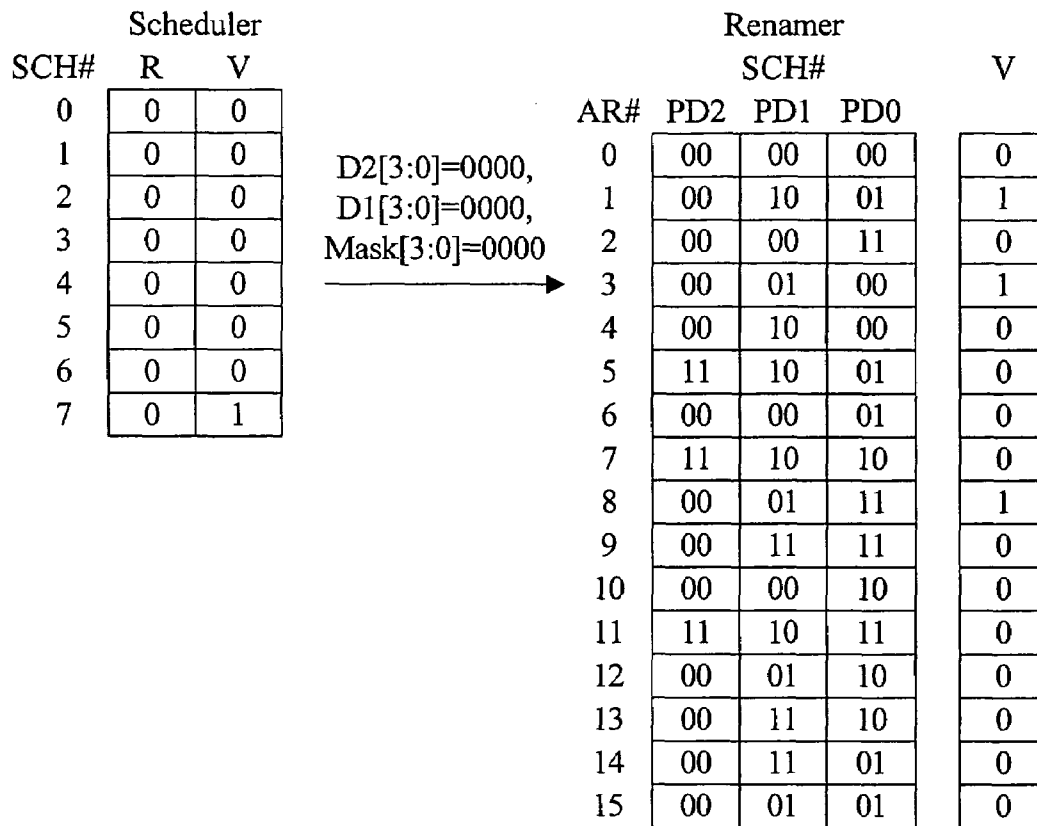 Scheduler
SCH# R V
0 0 0
1 0 0
2 0 0
3 0 0
4 0 0
5 0 0
6 0 0
7 0 1
D2[3:0]=0000,
D1[3:0]=0000,
Mask[3:0]=0000
Renamer
SCH# V
AR# PD2 PD1 PD0
0 00 00 00 0
1 00 10 01 1
2 00 00 11 0
3 00 01 00 1
4 00 10 00 0
5 11 10 01 0
6 00 00 01 0
7 11 10 10 0
8 00 01 11 1
9 00 11 11 0
10 00 00 10 0
11 11 10 11 0
12 00 01 10 0
13 00 11 10 0
14 00 11 01 0
15 00 01 01 0